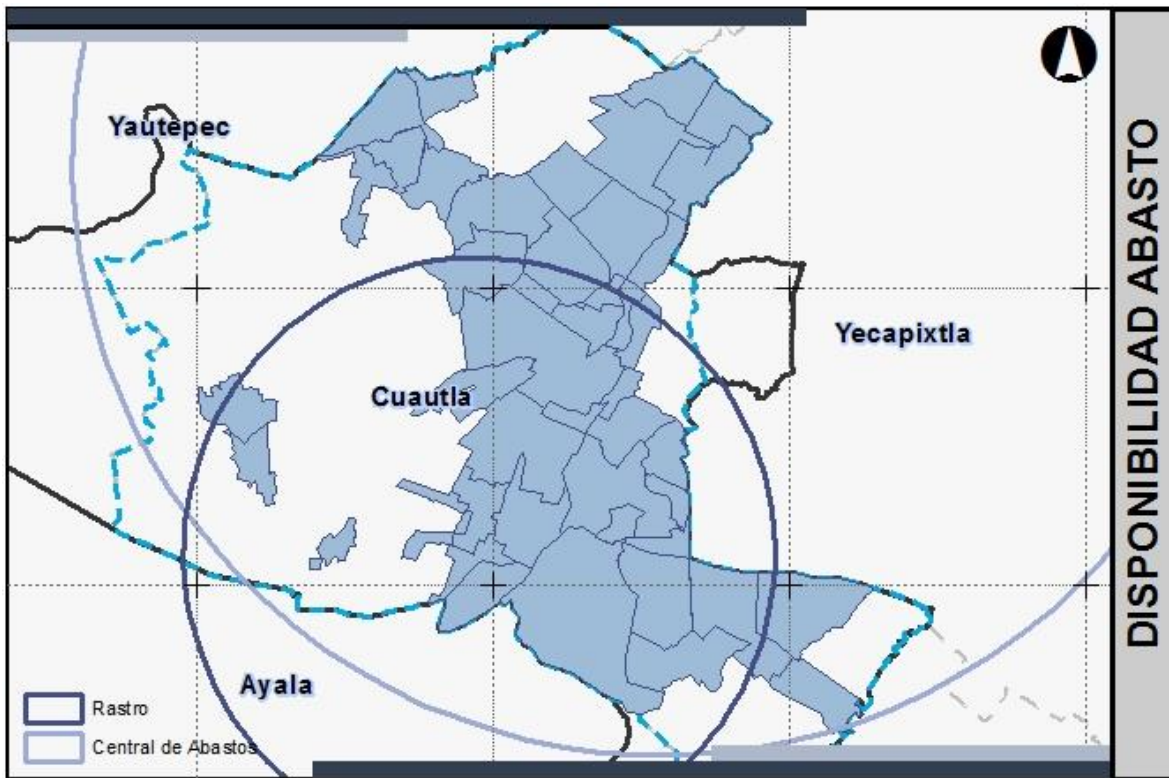 Yautepec
Yecapixtla
Cuautla
Ayala
Rastro
Central de Abastos
DISPONIBILIDAD ABASTO